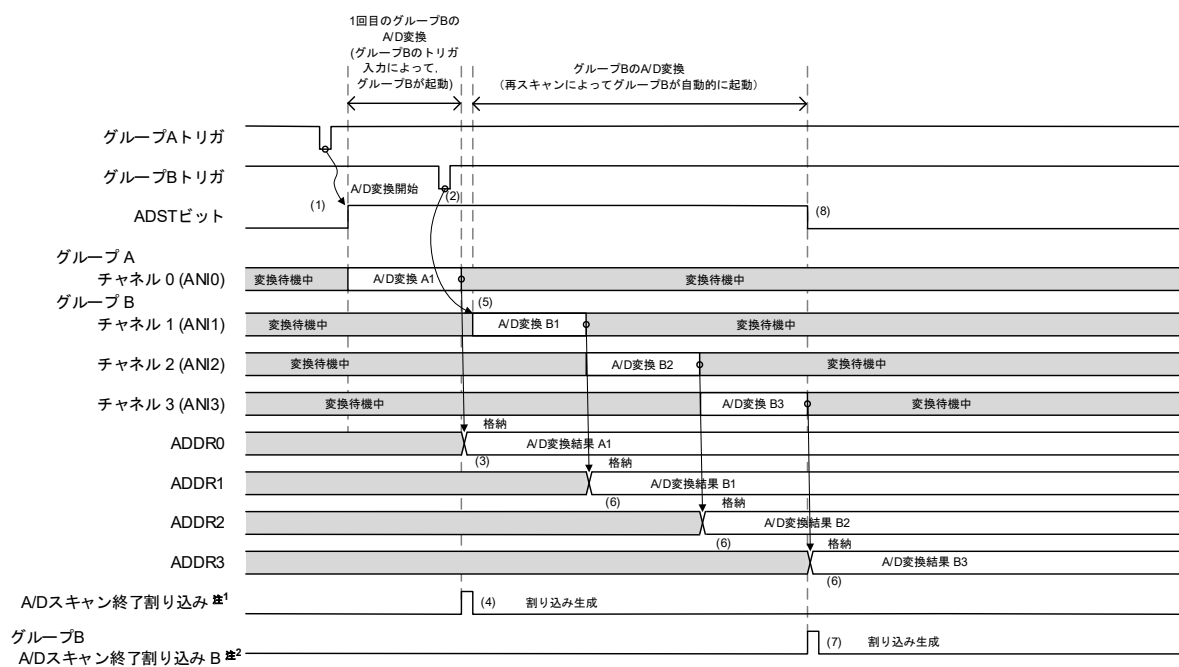 1回目のグループBの
A/D変換
(グループBのトリガ
入力によって,
グループBが起動)
グループBのA/D変換
(再スキャンによってグループBが自動的に起動)
グループAトリガ
グループBトリガ
A/D変換開始
(2)
(1)
ADSTビット
(8)
グループ A
チャネル 0 (ANI0)
変換待機中
A/D変換 A1
変換待機中
グループ B
(5)
チャネル 1 (ANI1)
変換待機中
A/D変換 B1
変換待機中
チャネル 2 (ANI2)
変換待機中
A/D変換 B2
変換待機中
チャネル 3 (ANI3)
変換待機中
A/D変換 B3
変換待機中
格納
ADDR0
A/D変換結果 A1
(3)
格納
ADDR1
A/D変換結果 B1
(6)
格納
ADDR2
A/D変換結果 B2
(6)
格納
ADDR3
A/D変換結果 B3
(6)
A/Dスキャン終了割り込み 注1
(4) 割り込み生成
グループB
A/Dスキャン終了割り込み B 注2
(7) 割り込み生成